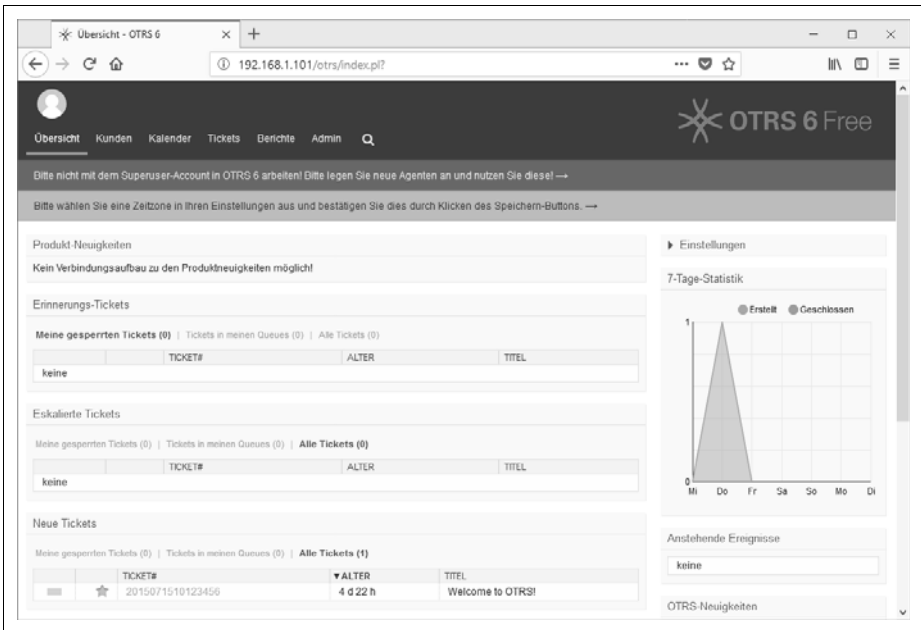 Übersicht - OTRS 6
192.168.1.101/otrs/index.pl?
OTRS 6 Free
Übersicht Kunden Kalender Tickets Berichte Admin
Bitte nicht mit dem Superuser-Account in OTRS 6 arbeiten! Bitte legen Sie neue Agenten an und nutzen Sie diese! →
Bitte wählen Sie eine Zeitzone in Ihren Einstellungen aus und bestätigen Sie dies durch Klicken des Speichern-Buttons. →
Produkt-Neuigkeiten
Kein Verbindungsaufbau zu den Produktneuigkeiten möglich!
Erinnerungs-Tickets
Meine gesperrten Tickets (0) | Tickets in meinen Queues (0) | Alle Tickets (0)
TICKET# ALTER TITEL
keine
Eskalierte Tickets
Meine gesperrten Tickets (0) | Tickets in meinen Queues (0) | Alle Tickets (0)
TICKET# ALTER TITEL
keine
Neue Tickets
Meine gesperrten Tickets (0) | Tickets in meinen Queues (0) | Alle Tickets (1)
TICKET# ▼ALTER TITEL
2015071510123456 4 d 22 h Welcome to OTRS!
Einstellungen
7-Tage-Statistik
Erstellt Geschlossen
1
0
Mi Do Fr Sa So Mo Di
Anstehende Ereignisse
keine
OTRS-Neuigkeiten